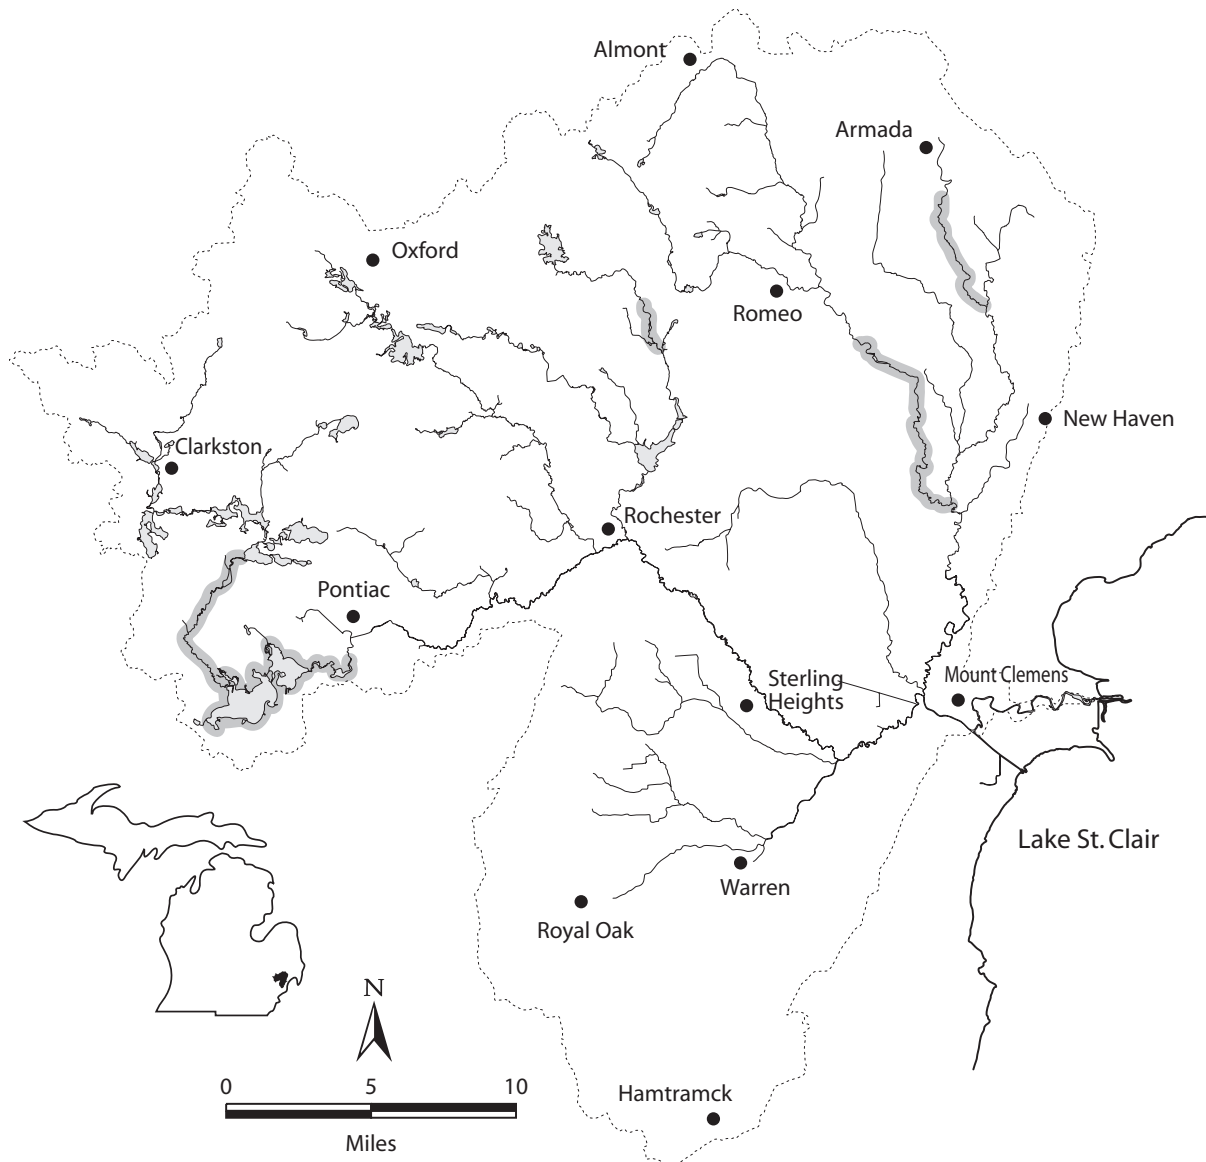 Almont
Armada
Oxford
Romeo
New Haven
Clarkston
Rochester
Pontiac
Mount Clemens
Sterling
Heights
Lake St. Clair
Warren
Royal Oak
N
0 5 10
Miles
Hamtramck